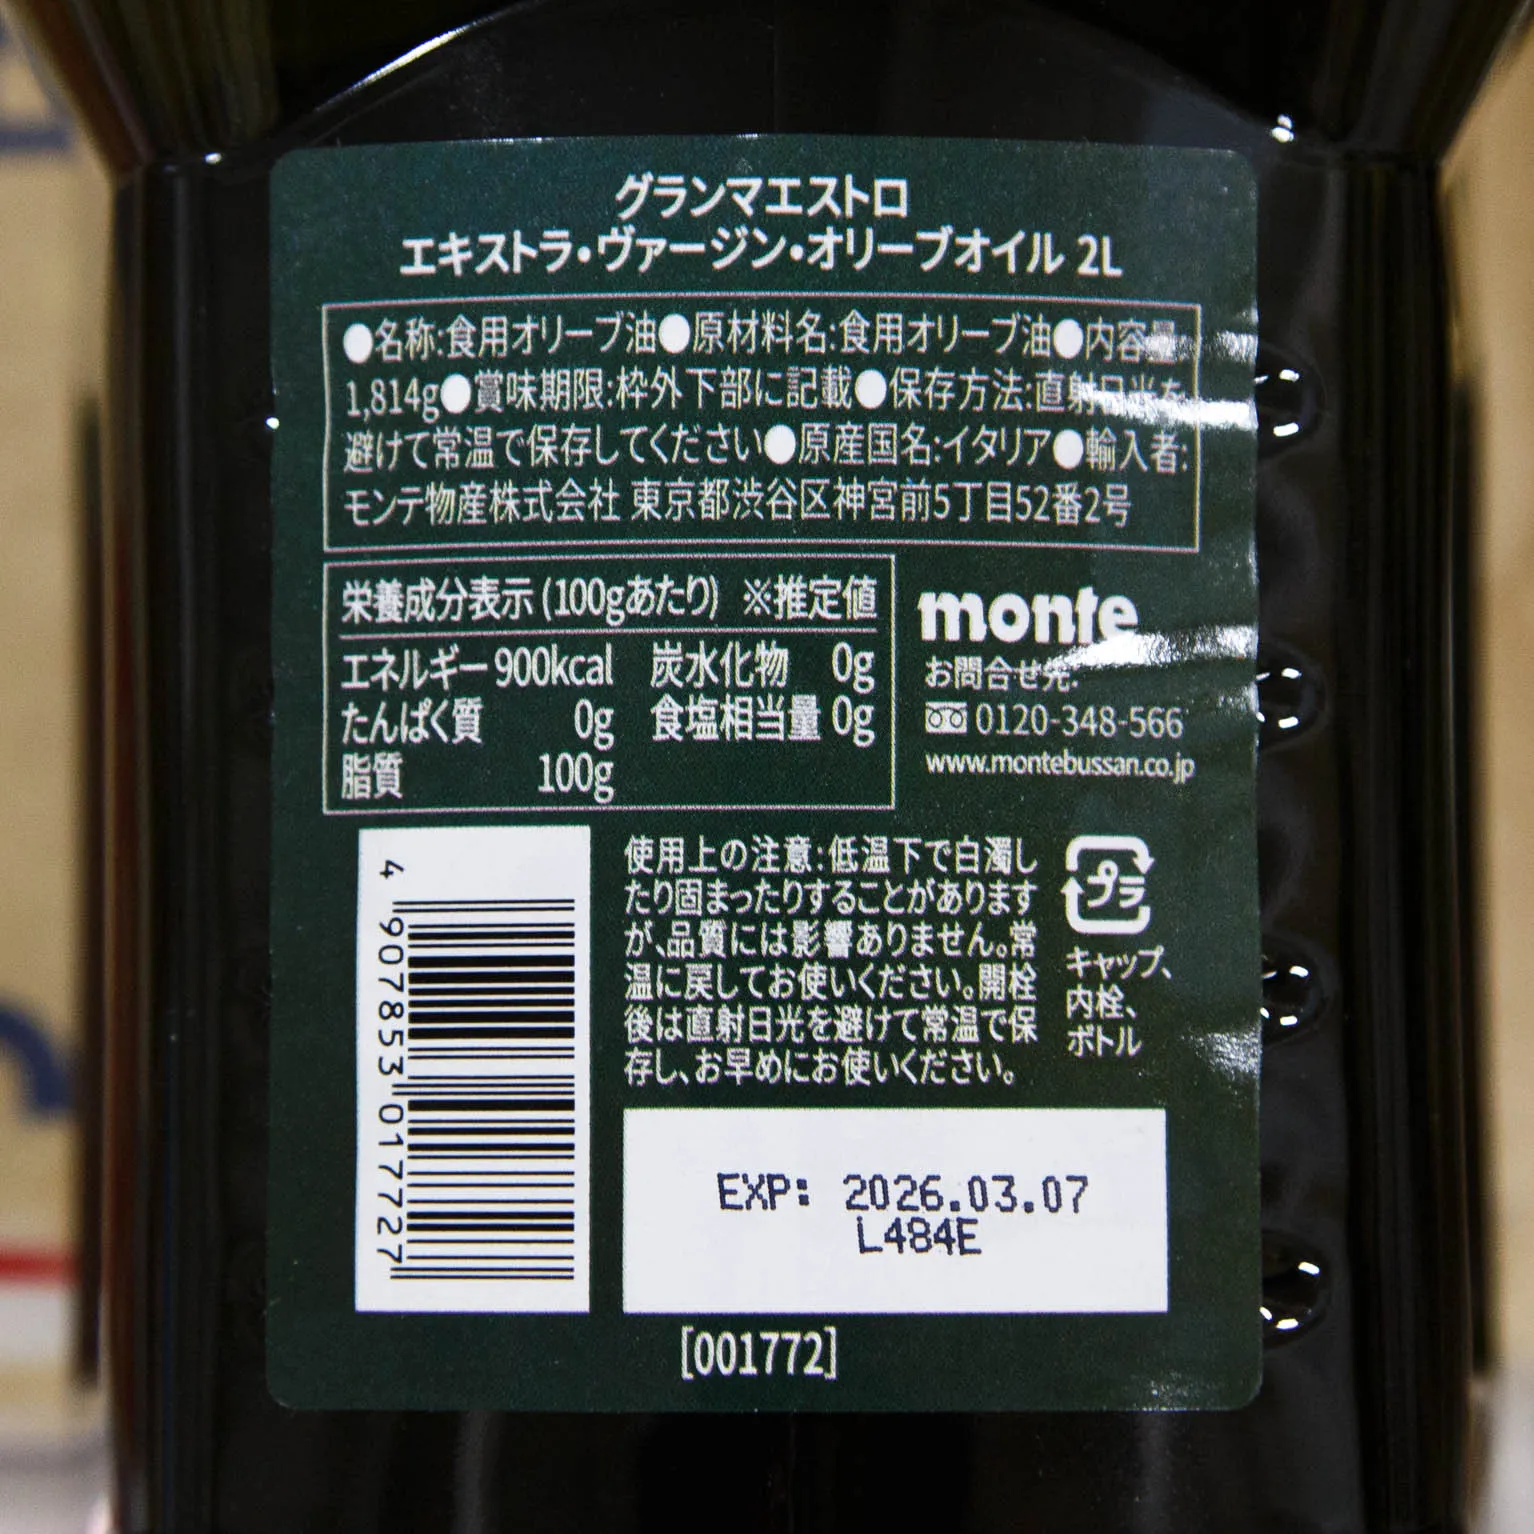 グランマエストロ
エキストラ・ヴァージン・オリーブオイル 2L
●名称:食用オリーブ油●原材料名:食用オリーブ油●内容量
1,814g●賞味期限:枠外下部に記載●保存方法:直射日光を
避けて常温で保存してください●原産国名:イタリア●輸入者:
モンテ物産株式会社 東京都渋谷区神宮前5丁目52番2号
栄養成分表示(100gあたり) ※推定値
エネルギー 900kcal 炭水化物 0g
たんぱく質 0g 食塩相当量 0g
脂質 100g
monte
お問合せ先:
0120-348-566
www.montebussan.co.jp
4 907853 017727
使用上の注意:低温下で白濁し
たり固まったりすることがあります
が、品質には影響ありません。常
温に戻してお使いください。開栓
後は直射日光を避けて常温で保
存し、お早めにお使いください。
プラ
キャップ、
内栓、
ボトル
EXP: 2026.03.07
L484E
[001772]